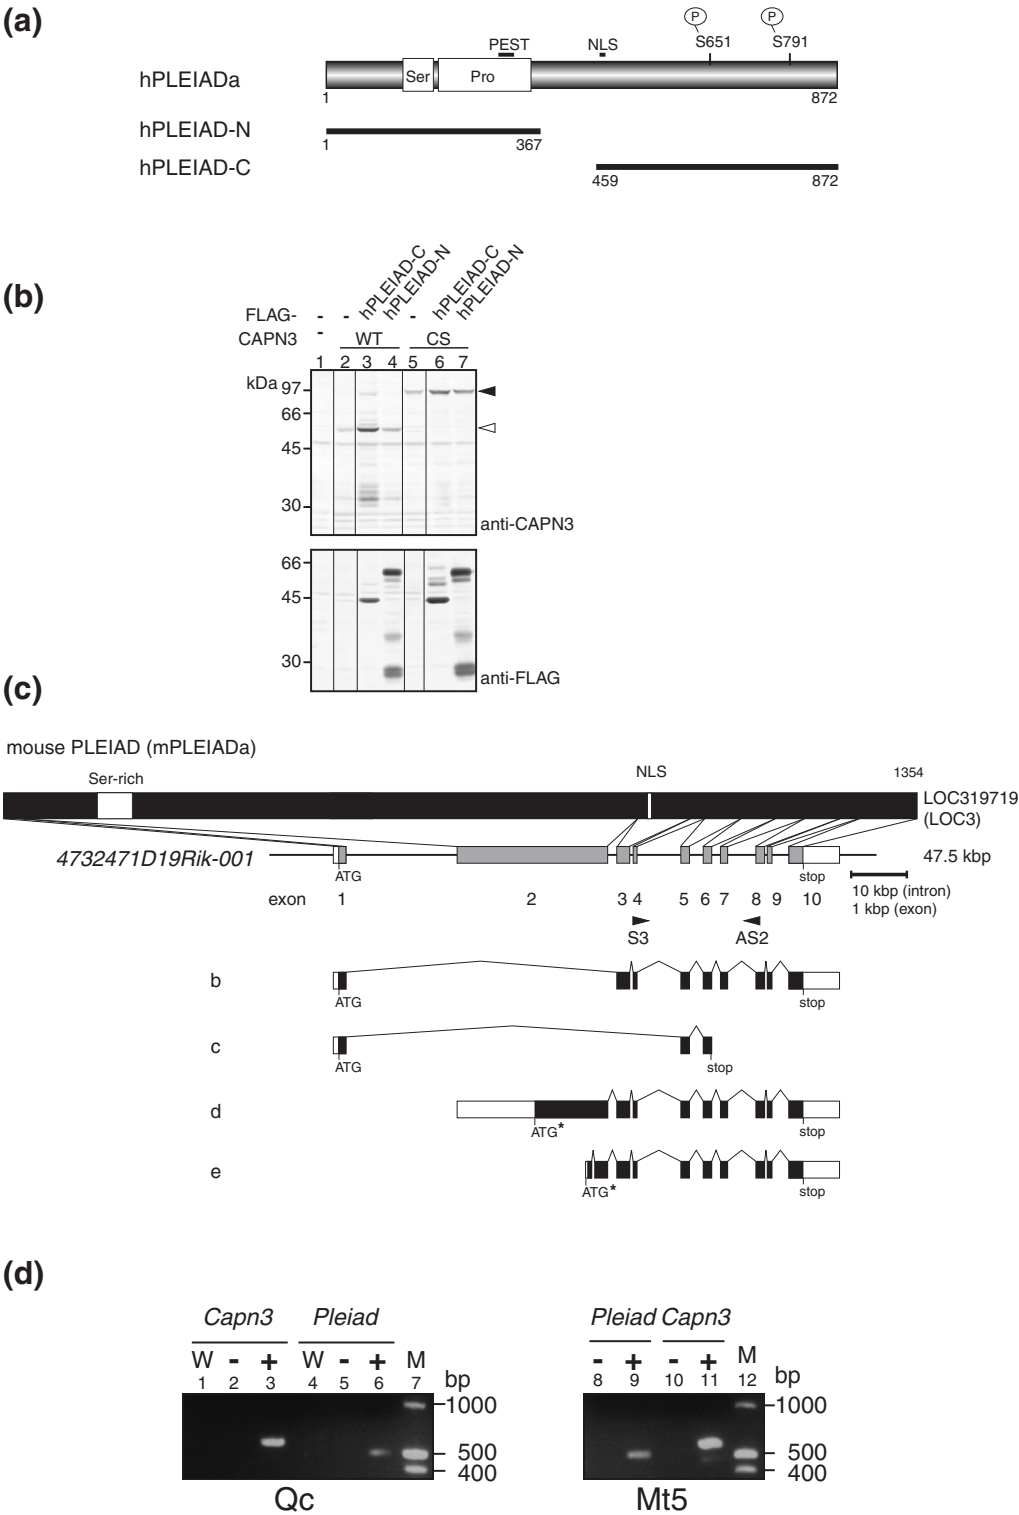 (a)
P P
PEST NLS S651 S791
hPLEIADa Ser Pro
1 872
hPLEIAD-N
1 367
hPLEIAD-C
459 872
(b)
hPLEIAD-C hPLEIAD-N hPLEIAD-C hPLEIAD-N
FLAG- - - -
CAPN3 - WT CS
1 2 3 4 5 6 7
kDa 97
66
45
30
anti-CAPN3
66
45
30
anti-FLAG
(c)
mouse PLEIAD (mPLEIADa)
Ser-rich NLS 1354
LOC319719
(LOC3)
4732471D19Rik-001 47.5 kbp
ATG stop
10 kbp (intron)
1 kbp (exon)
exon 1 2 3 4 5 6 7 8 9 10
S3 AS2
b
ATG stop
c
ATG stop
d
ATG* stop
e
ATG* stop
(d)
Capn3 Pleiad
W - + W - + M
1 2 3 4 5 6 7 bp
1000
500
400
Qc
Pleiad Capn3
- + - + M
8 9 10 11 12 bp
1000
500
400
Mt5